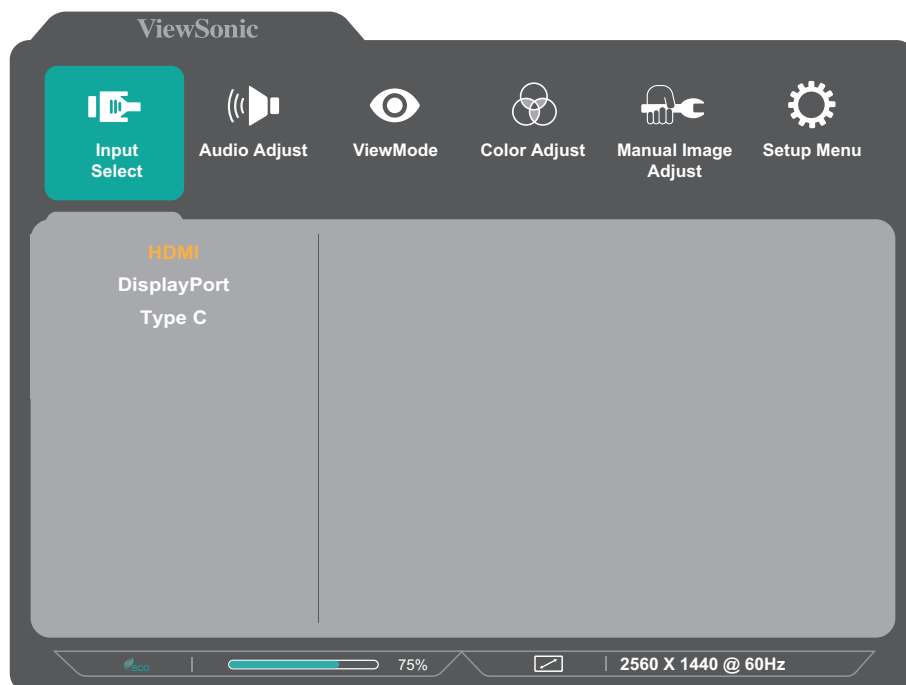 ViewSonic
Input
Select
Audio Adjust
ViewMode
Color Adjust
Manual Image
Adjust
Setup Menu
HDMI
DisplayPort
Type C
eco
75%
2560 X 1440 @ 60Hz